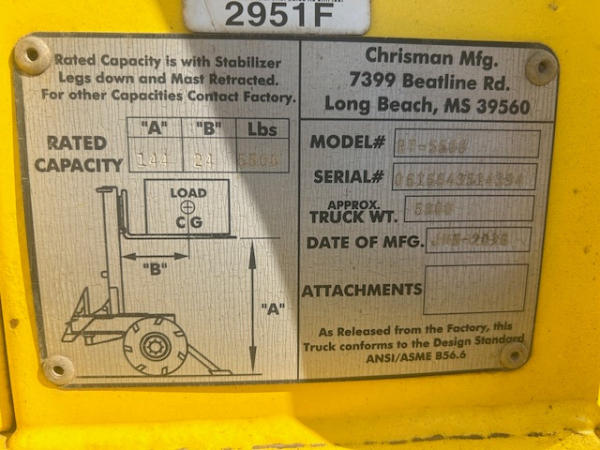 2951F
Rated Capacity is with Stabilizer
Legs down and Mast Retracted.
For other Capacities Contact Factory.
RATED
CAPACITY
"A" "B" Lbs
144 24 5500
LOAD
CG
"B"
"A"
Chrisman Mfg.
7399 Beatline Rd.
Long Beach, MS 39560
MODEL#
SERIAL#
APPROX.
TRUCK WT.
DATE OF MFG.
ATTACHMENTS
As Released from the Factory, this
Truck conforms to the Design Standard
ANSI/ASME B56.6